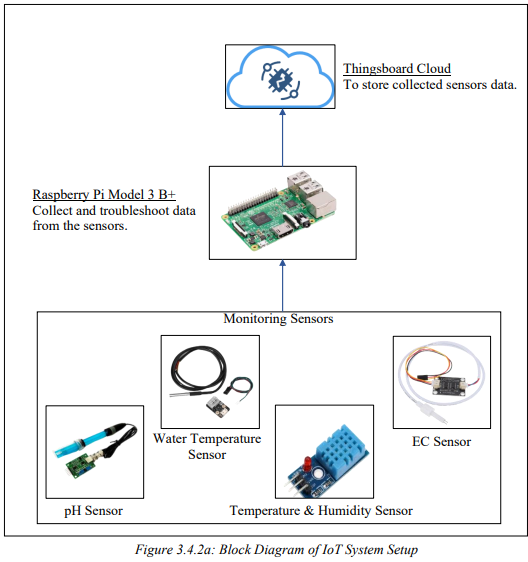 Thingsboard Cloud
To store collected sensors data.
Raspberry Pi Model 3 B+
Collect and troubleshoot data
from the sensors.
Monitoring Sensors
Water Temperature
Sensor
EC Sensor
pH Sensor
Temperature & Humidity Sensor
Figure 3.4.2a: Block Diagram of IoT System Setup